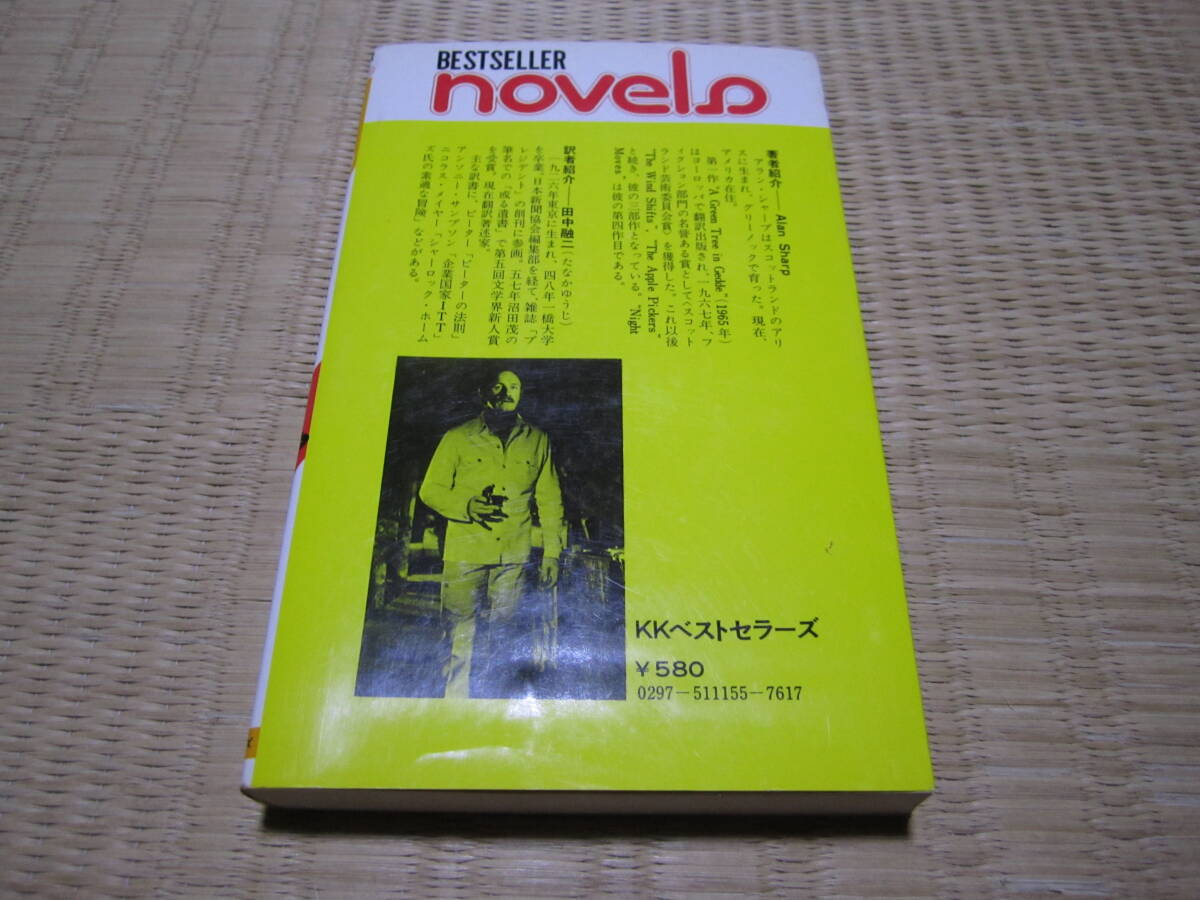 BESTSELLER
novels
著者紹介——Alan Sharp
アラン・シャープはスコットランドのアリ
スに生まれ、グリーノックで育った。現在、
アメリカ在住。
第一作"A Green Tree in Gedde"(1965年)
はヨーロッパで翻訳出版され、一九六七年、フ
ィクション部門の名誉ある賞としてスコット
ランド芸術委員会賞を獲得した。これ以後
"The Wind Shifts"、"The Apple Pickers"
と続き、彼の三部作となっている。"Night
Moves"は彼の第四作目である。
訳者紹介——田中融二(たなかゆうじ)
一九二六年東京に生まれ、四八年一橋大学
を卒業。日本新聞協会編集部を経て、雑誌「プ
レジデント」の創刊に参画。五七年沼田茂の
筆名での「或る遺書」で第五回文学界新人賞
を受賞。現在翻訳著述家。
主な訳書に、ピーター「ピーターの法則」
アンソニー・サンプソン「企業国家ITT」
ニコラス・メイヤー「シャーロック・ホーム
ズ氏の素適な冒険」などがある。
KKベストセラーズ
¥580
0297-511155-7617